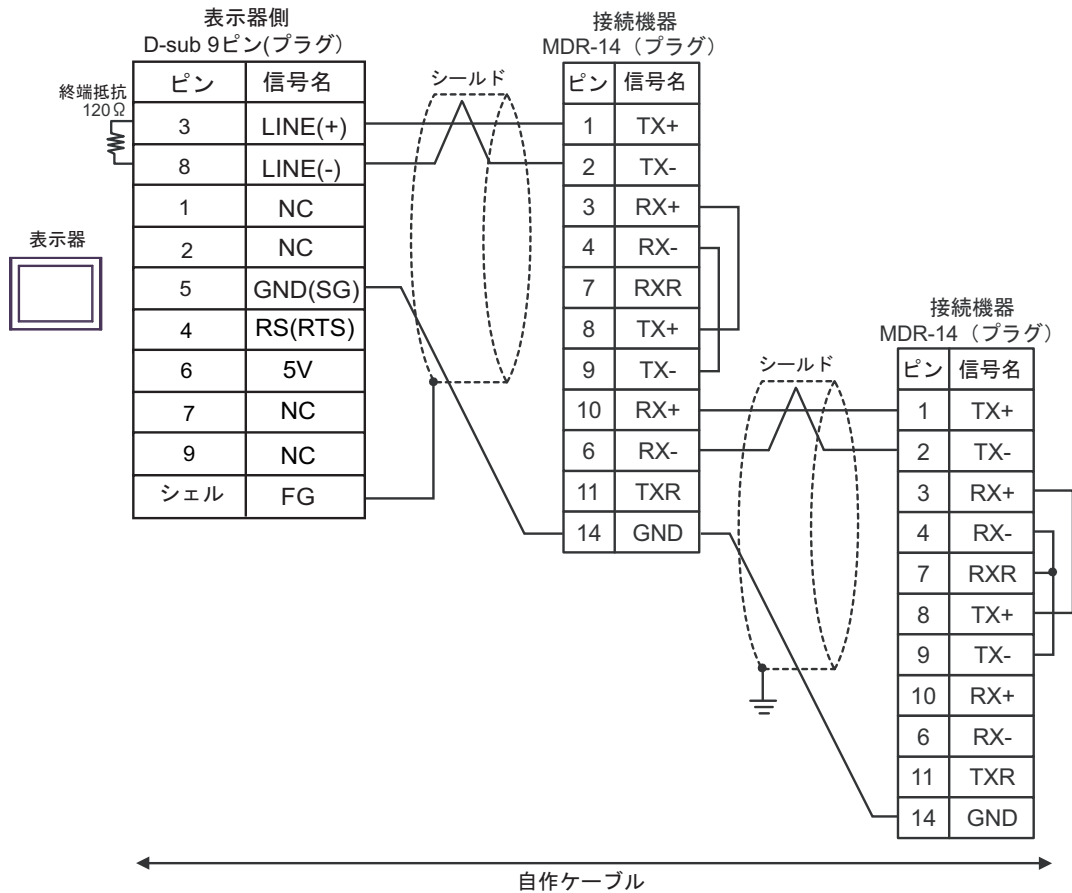 表示器側
D-sub 9ピン(プラグ)
終端抵抗
120Ω
ピン 信号名
3 LINE(+)
8 LINE(-)
1 NC
2 NC
5 GND(SG)
4 RS(RTS)
6 5V
7 NC
9 NC
シェル FG
表示器
シールド
接続機器
MDR-14（プラグ）
ピン 信号名
1 TX+
2 TX-
3 RX+
4 RX-
7 RXR
8 TX+
9 TX-
10 RX+
6 RX-
11 TXR
14 GND
シールド
接続機器
MDR-14（プラグ）
ピン 信号名
1 TX+
2 TX-
3 RX+
4 RX-
7 RXR
8 TX+
9 TX-
10 RX+
6 RX-
11 TXR
14 GND
自作ケーブル